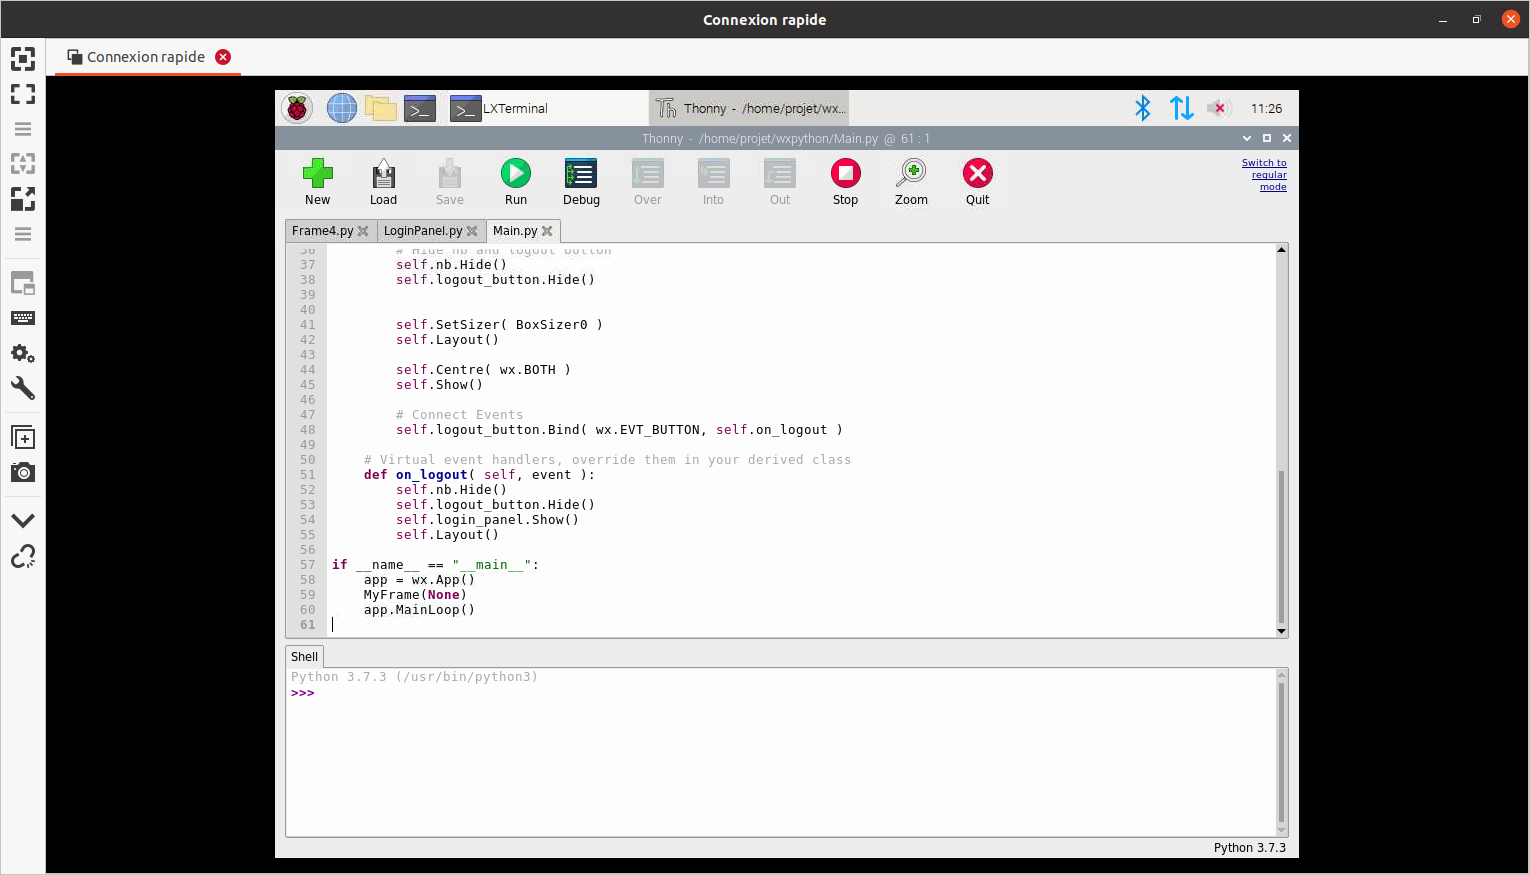 Connexion rapide
Connexion rapide
LXTerminal
Thonny - /home/projet/wx...
11:26
Thonny - /home/projet/wxpython/Main.py @ 61 : 1
New
Load
Save
Run
Debug
Over
Into
Out
Stop
Zoom
Quit
Switch to
regular
mode
Frame4.py
LoginPanel.py
Main.py
36 # Hide nb and logout button
37 self.nb.Hide()
38 self.logout_button.Hide()
39
40
41 self.SetSizer( BoxSizer0 )
42 self.Layout()
43
44 self.Centre( wx.BOTH )
45 self.Show()
46
47 # Connect Events
48 self.logout_button.Bind( wx.EVT_BUTTON, self.on_logout )
49
50 # Virtual event handlers, override them in your derived class
51 def on_logout( self, event ):
52 self.nb.Hide()
53 self.logout_button.Hide()
54 self.login_panel.Show()
55 self.Layout()
56
57 if __name__ == "__main__":
58 app = wx.App()
59 MyFrame(None)
60 app.MainLoop()
61
Shell
Python 3.7.3 (/usr/bin/python3)
>>>
Python 3.7.3